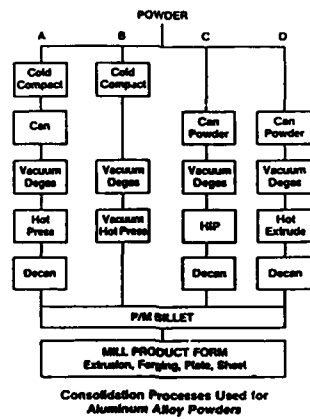 POWDER
A B C D
Cold
Compact
Cold
Compact
Can
Can
Powder
Can
Powder
Vacuum
Degas
Vacuum
Degas
Vacuum
Degas
Vacuum
Degas
Hot
Press
Vacuum
Hot Press
HIP
Hot
Extrude
Decan
Decan
Decan
P/M BILLET
MILL PRODUCT FORM
Extrusion, Forging, Plate, Sheet
Consolidation Processes Used for
Aluminum Alloy Powders